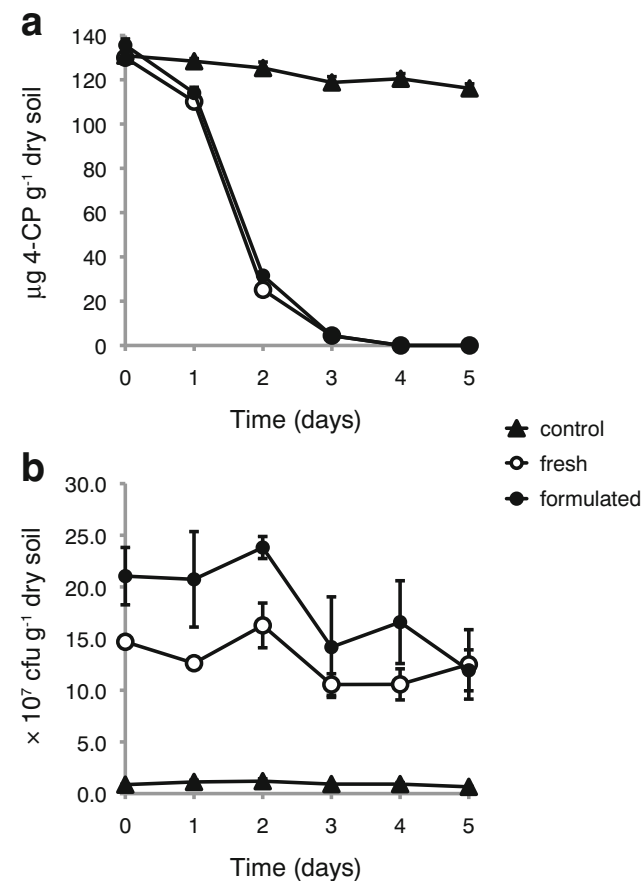 a
140
120
100
80
60
40
20
0
0 1 2 3 4 5
Time (days)
µg 4-CP g⁻¹ dry soil
control
fresh
formulated
b
30.0
25.0
20.0
15.0
10.0
5.0
0.0
0 1 2 3 4 5
Time (days)
× 10⁷ cfu g⁻¹ dry soil